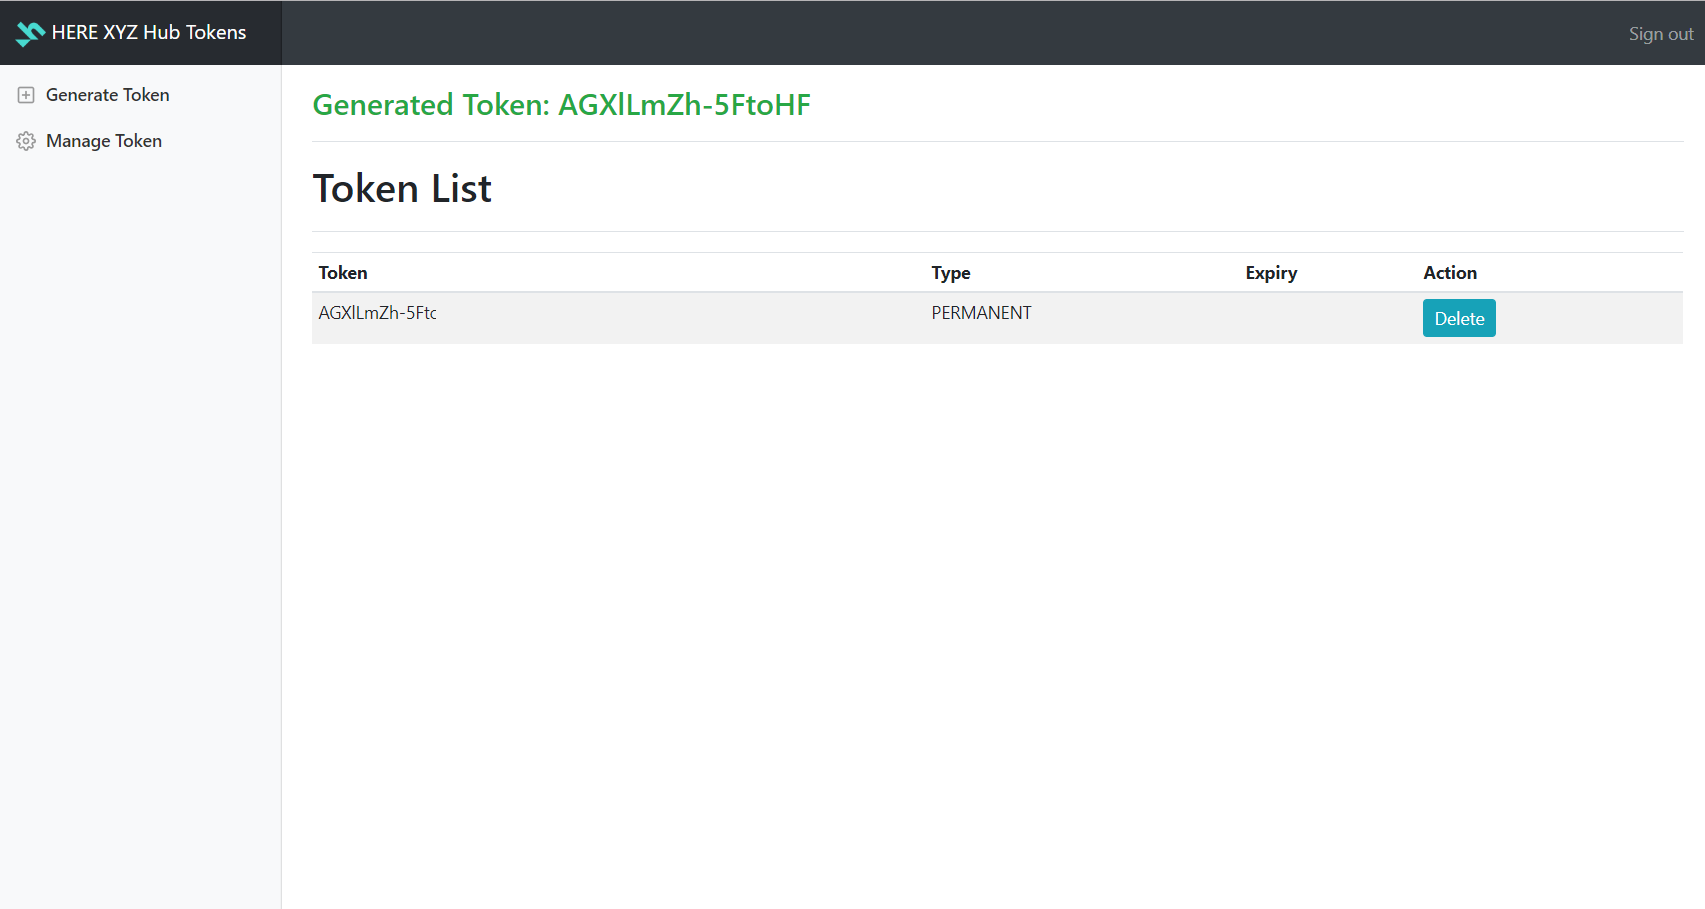 HERE XYZ Hub Tokens
Sign out
Generate Token
Manage Token
Generated Token: AGXlLmZh-5FtoHF
Token List
Token Type Expiry Action
AGXlLmZh-5Ftc PERMANENT Delete